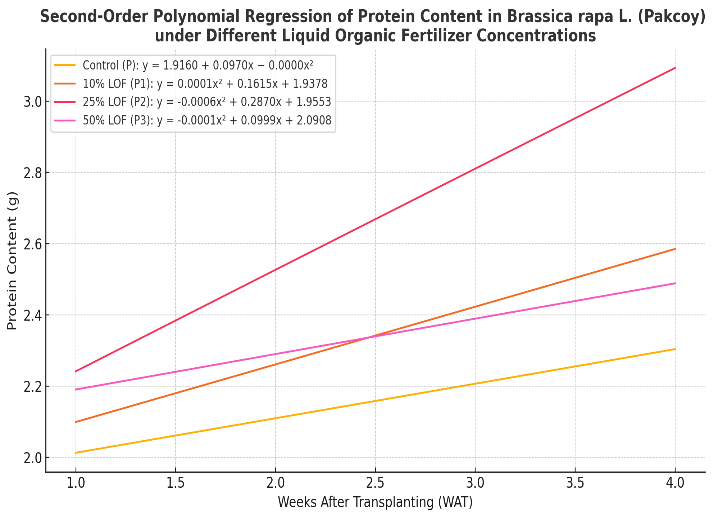 Second-Order Polynomial Regression of Protein Content in Brassica rapa L. (Pakcoy)
under Different Liquid Organic Fertilizer Concentrations
Control (P): y = 1.9160 + 0.0970x − 0.0000x²
10% LOF (P1): y = 0.0001x² + 0.1615x + 1.9378
25% LOF (P2): y = -0.0006x² + 0.2870x + 1.9553
50% LOF (P3): y = -0.0001x² + 0.0999x + 2.0908
Protein Content (g)
3.0
2.8
2.6
2.4
2.2
2.0
1.0 1.5 2.0 2.5 3.0 3.5 4.0
Weeks After Transplanting (WAT)